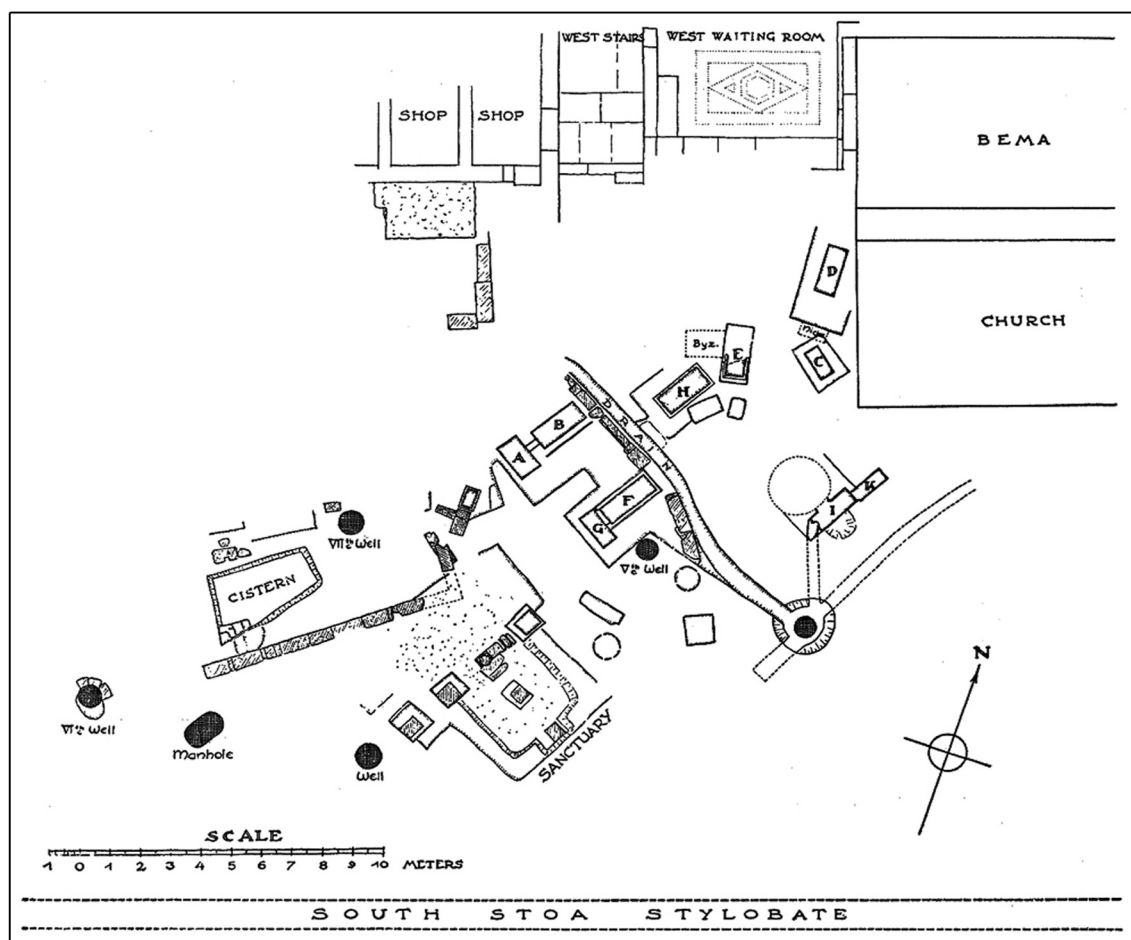 WEST STAIRS
WEST WAITING ROOM
SHOP
SHOP
BEMA
D
CHURCH
Byz.
E
C
H
DRAIN
B
A
K
F
I
G
VIIth Well
Vth Well
CISTERN
N
VIth Well
Manhole
Well
SANCTUARY
SCALE
1 0 1 2 3 4 5 6 7 8 9 10 METERS
SOUTH STOA STYLOBATE